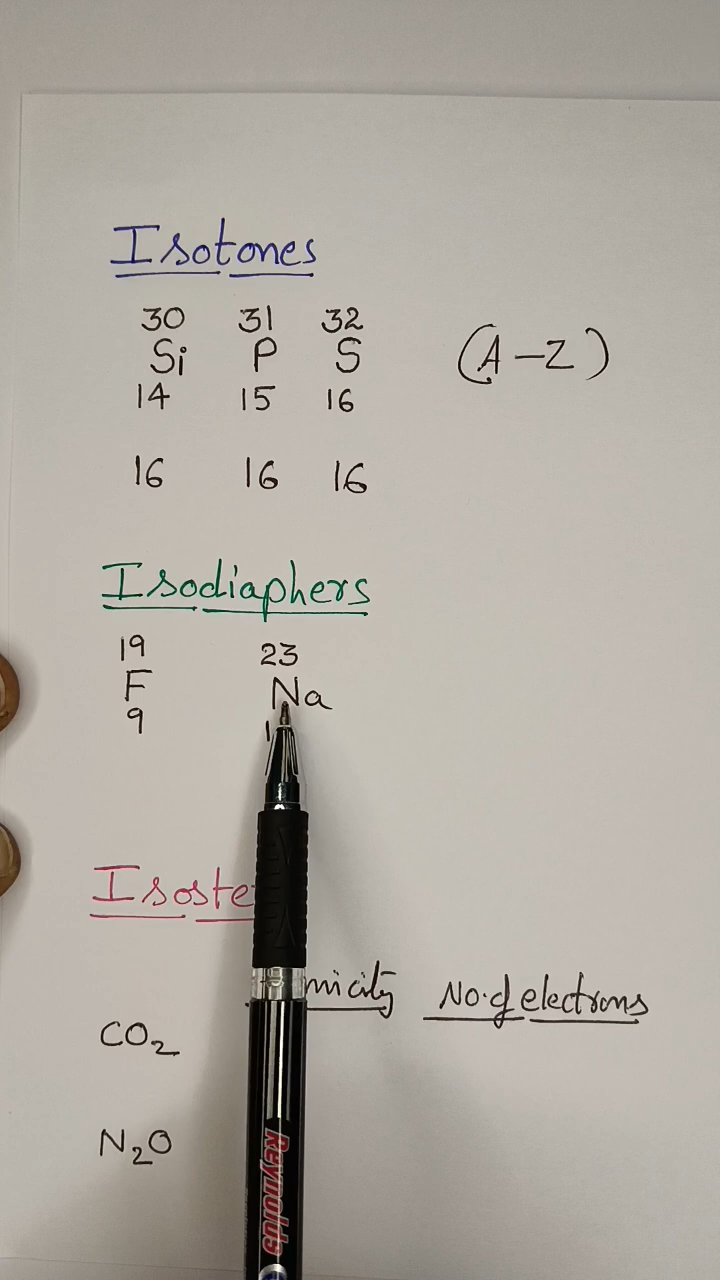 Isotones
30 31 32
Si P S (A-Z)
14 15 16
16 16 16
Isodiaphers
19 23
F Na
9
No. of electrons
CO2
N2O
Reynolds